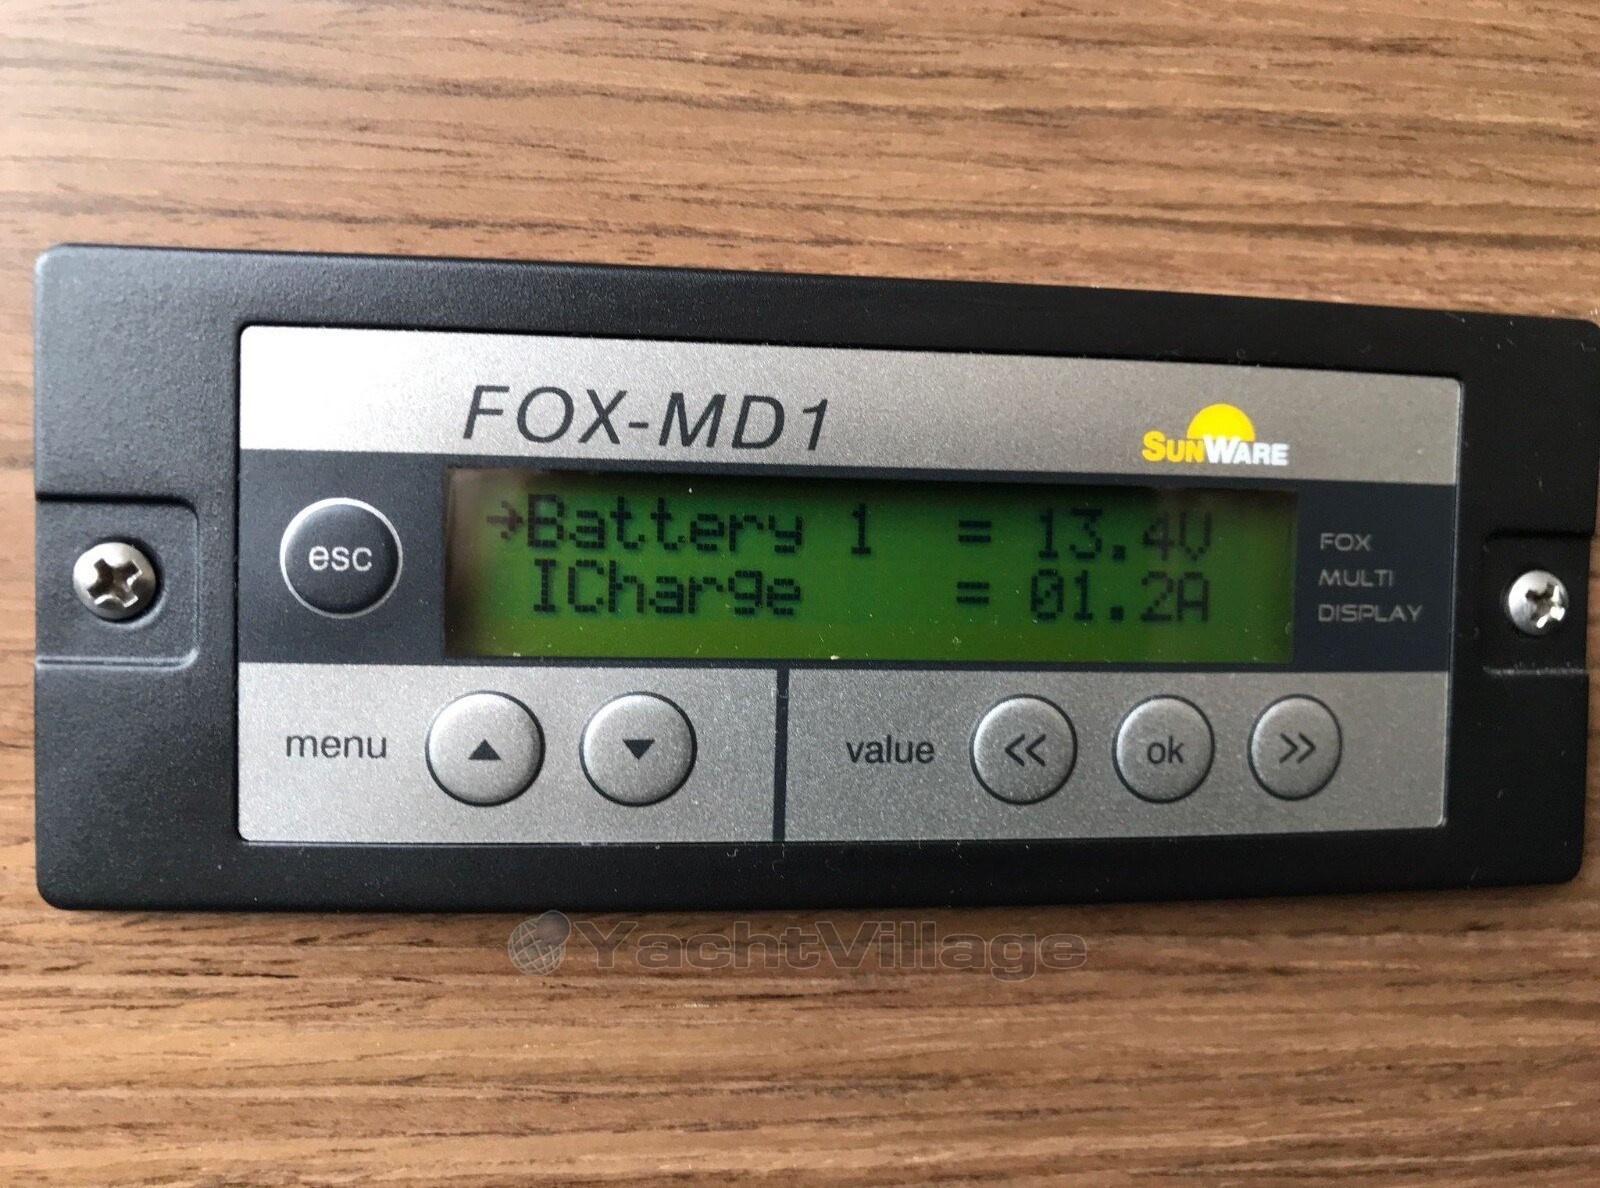 FOX-MD1
SUNWARE
esc
→Battery 1 = 13.4V
ICharge = 01.2A
FOX
MULTI
DISPLAY
menu ▲ ▼ value << ok >>
YachtVillage